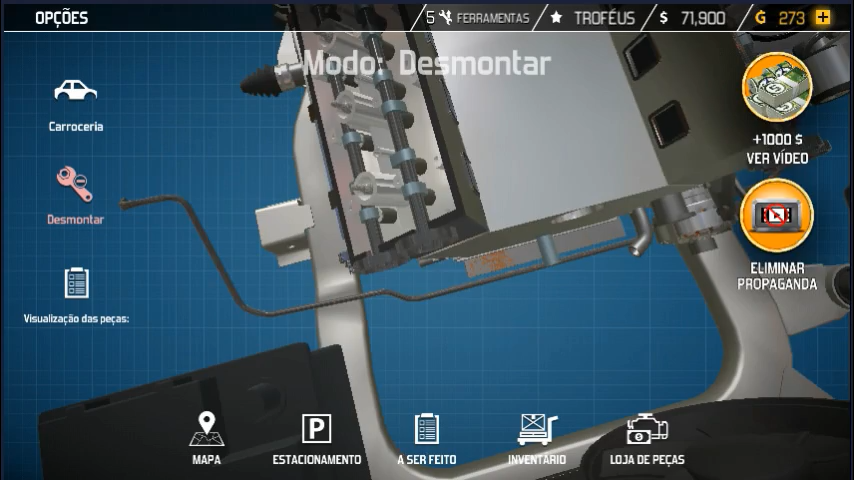 OPÇÕES
5 FERRAMENTAS
TROFÉUS
$ 71,900
G 273 +
Modo: Desmontar
Carroceria
Desmontar
Visualização das peças:
+1000 $
VER VÍDEO
ELIMINAR
PROPAGANDA
MAPA
P
ESTACIONAMENTO
A SER FEITO
INVENTÁRIO
LOJA DE PEÇAS